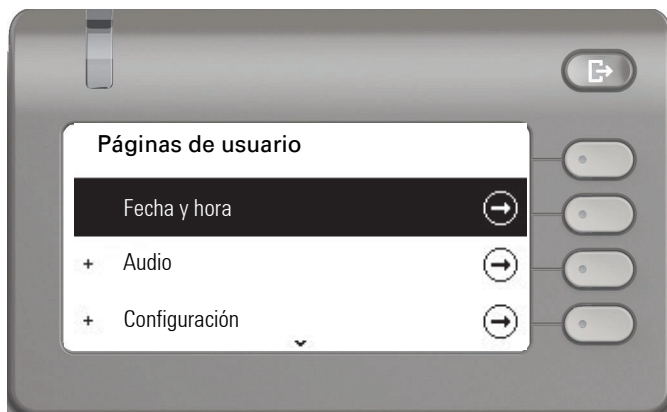 Páginas de usuario
Fecha y hora
+ Audio
+ Configuración